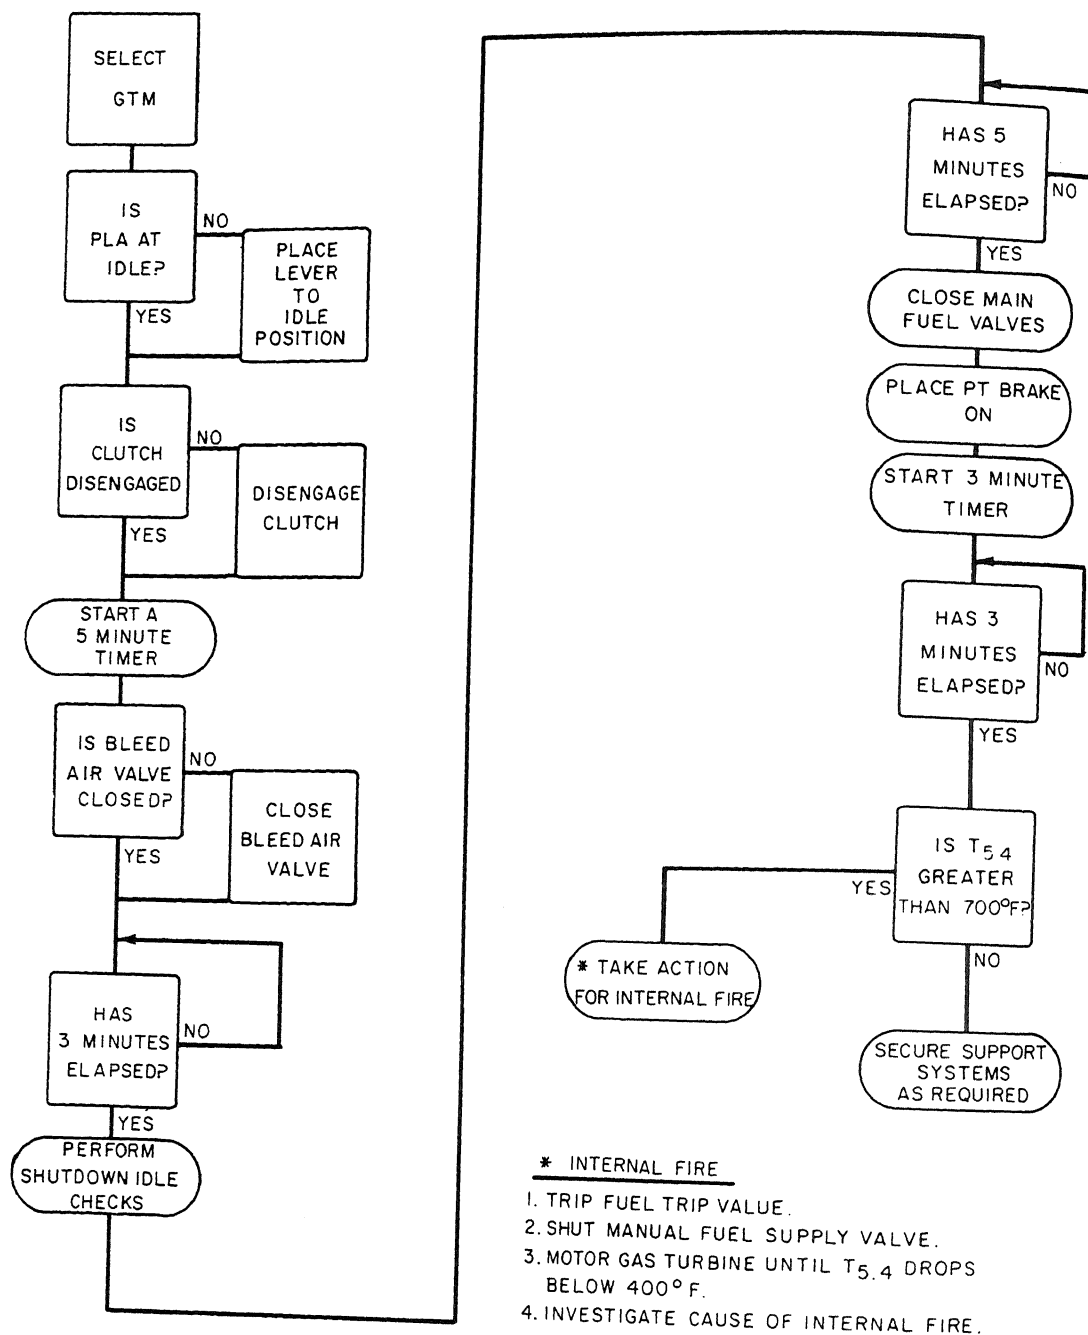 SELECT
GTM
IS
PLA AT
IDLE?
NO
PLACE
LEVER
TO
IDLE
POSITION
YES
IS
CLUTCH
DISENGAGED
NO
DISENGAGE
CLUTCH
YES
START A
5 MINUTE
TIMER
IS BLEED
AIR VALVE
CLOSED?
NO
CLOSE
BLEED AIR
VALVE
YES
HAS
3 MINUTES
ELAPSED?
NO
YES
PERFORM
SHUTDOWN IDLE
CHECKS
HAS 5
MINUTES
ELAPSED?
NO
YES
CLOSE MAIN
FUEL VALVES
PLACE PT BRAKE
ON
START 3 MINUTE
TIMER
HAS 3
MINUTES
ELAPSED?
NO
YES
IS T5.4
GREATER
THAN 700°F?
YES
* TAKE ACTION
FOR INTERNAL FIRE
NO
SECURE SUPPORT
SYSTEMS
AS REQUIRED
* INTERNAL FIRE
1. TRIP FUEL TRIP VALUE.
2. SHUT MANUAL FUEL SUPPLY VALVE.
3. MOTOR GAS TURBINE UNTIL T5.4 DROPS
BELOW 400° F.
4. INVESTIGATE CAUSE OF INTERNAL FIRE.